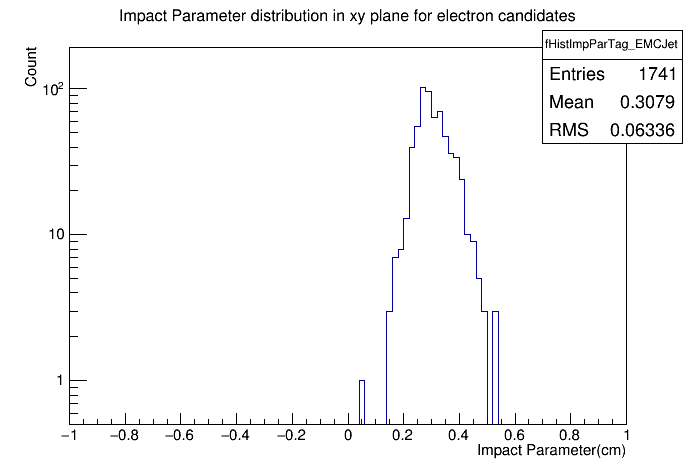 Impact Parameter distribution in xy plane for electron candidates
fHistImpParTag_EMCJet
Entries 1741
Mean 0.3079
RMS 0.06336
Count
10²
10
1
−1 −0.8 −0.6 −0.4 −0.2 0 0.2 0.4 0.6 0.8 1
Impact Parameter(cm)